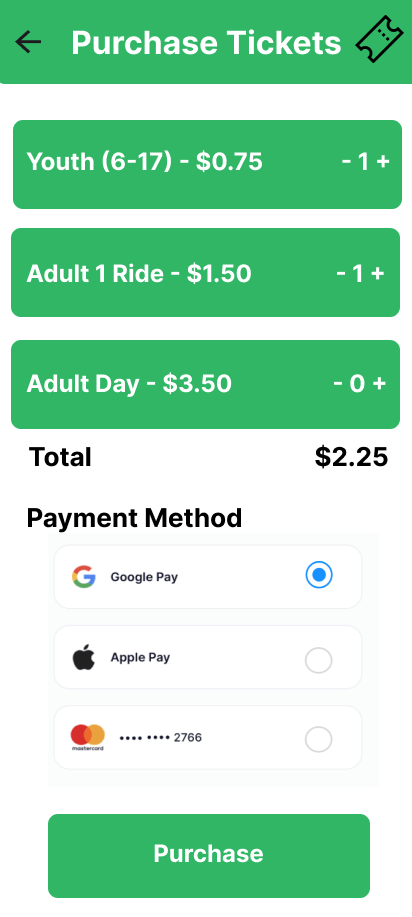 Purchase Tickets
Youth (6-17) - $0.75 - 1 +
Adult 1 Ride - $1.50 - 1 +
Adult Day - $3.50 - 0 +
Total $2.25
Payment Method
Google Pay
Apple Pay
mastercard •••• •••• 2766
Purchase